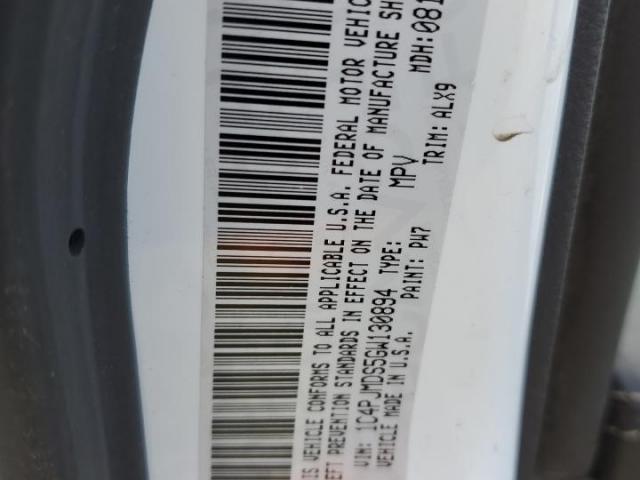 IS VEHICLE CONFORMS TO ALL APPLICABLE U.S.A. FEDERAL MOTOR VEHIC
EFT PREVENTION STANDARDS IN EFFECT ON THE DATE OF MANUFACTURE SH
VIN: 1C4PJMDS5GW130894 TYPE: MPV MDH:081
VEHICLE MADE IN U.S.A. PAINT: PW7 TRIM: ALX9